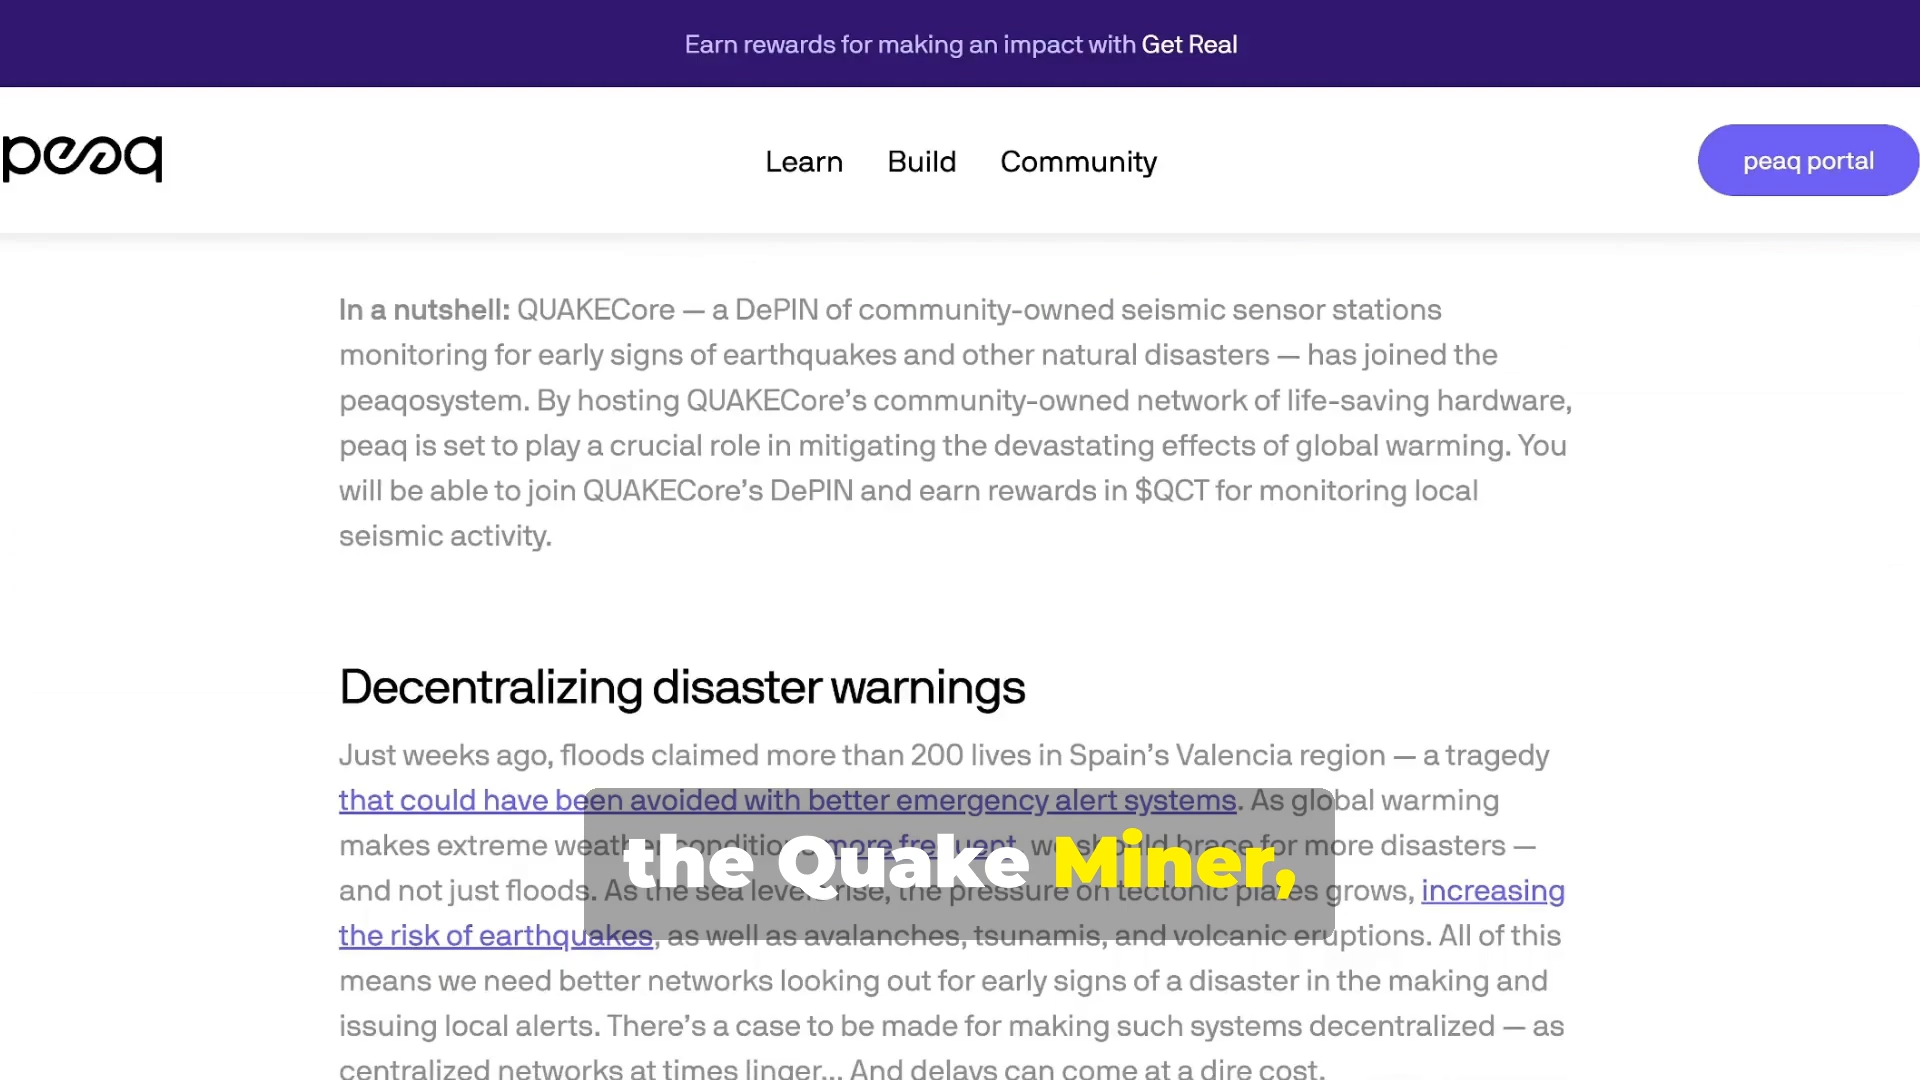 Earn rewards for making an impact with Get Real
peaq
Learn Build Community
peaq portal
In a nutshell: QUAKECore — a DePIN of community-owned seismic sensor stations
monitoring for early signs of earthquakes and other natural disasters — has joined the
peaqosystem. By hosting QUAKECore’s community-owned network of life-saving hardware,
peaq is set to play a crucial role in mitigating the devastating effects of global warming. You
will be able to join QUAKECore’s DePIN and earn rewards in $QCT for monitoring local
seismic activity.
Decentralizing disaster warnings
Just weeks ago, floods claimed more than 200 lives in Spain’s Valencia region — a tragedy
that could have been avoided with better emergency alert systems. As global warming
makes extreme weather conditions more frequent, we should brace for more disasters —
the Quake Miner,
and not just floods. As the sea levels rise, the pressure on tectonic plates grows, increasing
the risk of earthquakes, as well as avalanches, tsunamis, and volcanic eruptions. All of this
means we need better networks looking out for early signs of a disaster in the making and
issuing local alerts. There’s a case to be made for making such systems decentralized — as
centralized networks at times linger... And delays can come at a dire cost.